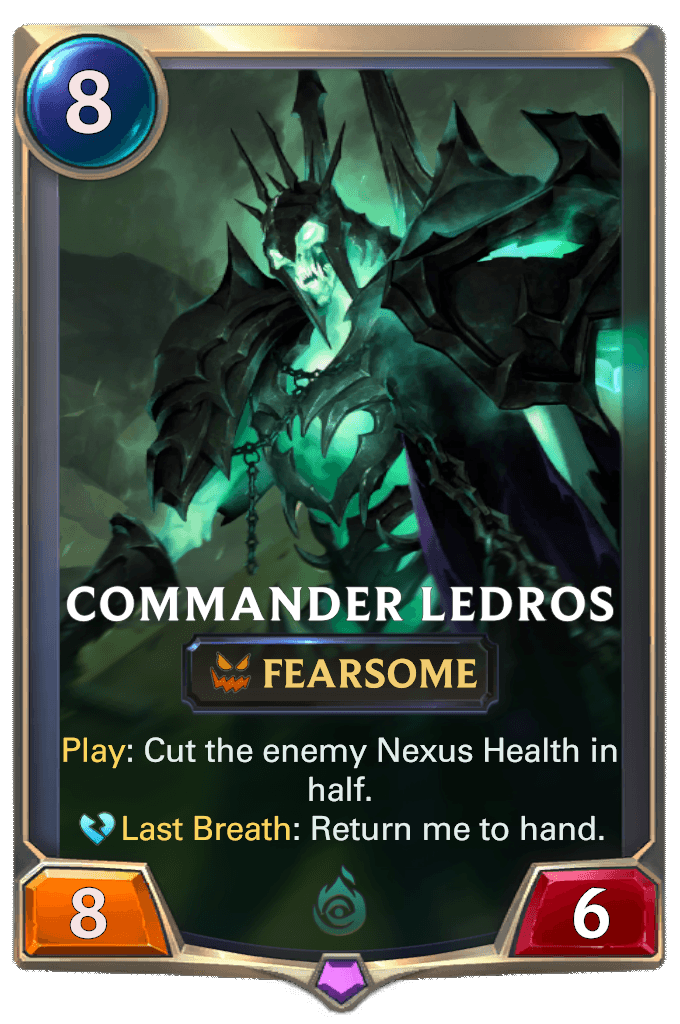 8
COMMANDER LEDROS
FEARSOME
Play: Cut the enemy Nexus Health in
half.
Last Breath: Return me to hand.
8
6